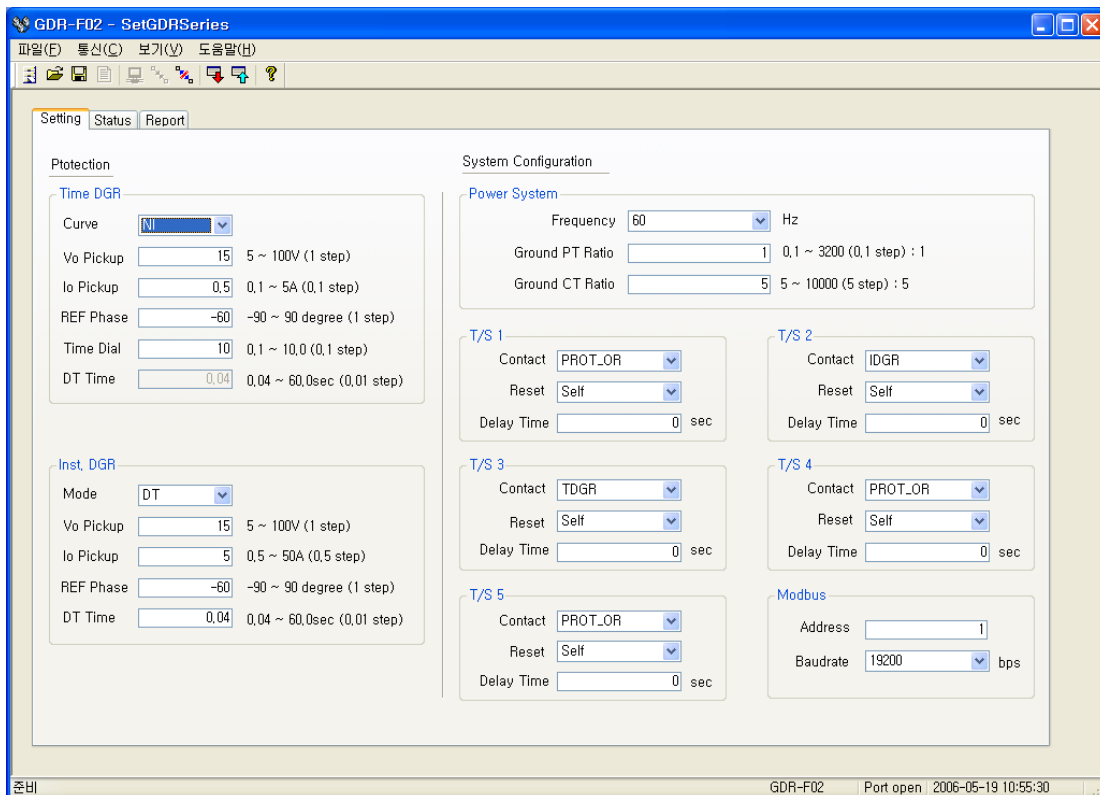 GDR-F02 - SetGDRSeries
파일(F) 통신(C) 보기(V) 도움말(H)
Setting Status Report
Ptotection
Time DGR
Curve NI
Vo Pickup 15 5 ~ 100V (1 step)
Io Pickup 0,5 0,1 ~ 5A (0,1 step)
REF Phase -60 -90 ~ 90 degree (1 step)
Time Dial 10 0,1 ~ 10,0 (0,1 step)
DT Time 0,04 0,04 ~ 60,0sec (0,01 step)
Inst, DGR
Mode DT
Vo Pickup 15 5 ~ 100V (1 step)
Io Pickup 5 0,5 ~ 50A (0,5 step)
REF Phase -60 -90 ~ 90 degree (1 step)
DT Time 0,04 0,04 ~ 60,0sec (0,01 step)
System Configuration
Power System
Frequency 60 Hz
Ground PT Ratio 1 0,1 ~ 3200 (0,1 step) : 1
Ground CT Ratio 5 5 ~ 10000 (5 step) : 5
T/S 1
Contact PROT_OR
Reset Self
Delay Time 0 sec
T/S 2
Contact IDGR
Reset Self
Delay Time 0 sec
T/S 3
Contact TDGR
Reset Self
Delay Time 0 sec
T/S 4
Contact PROT_OR
Reset Self
Delay Time 0 sec
T/S 5
Contact PROT_OR
Reset Self
Delay Time 0 sec
Modbus
Address 1
Baudrate 19200 bps
준비 GDR-F02 Port open 2006-05-19 10:55:30